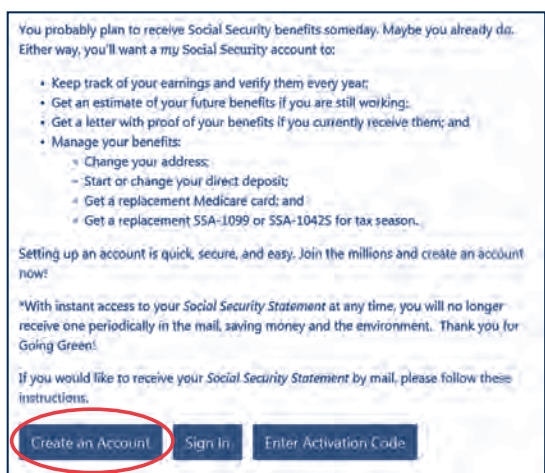 You probably plan to receive Social Security benefits someday. Maybe you already do.
Either way, you'll want a my Social Security account to:
• Keep track of your earnings and verify them every year;
• Get an estimate of your future benefits if you are still working;
• Get a letter with proof of your benefits if you currently receive them; and
• Manage your benefits:
Change your address;
Start or change your direct deposit;
Get a replacement Medicare card; and
Get a replacement SSA-1099 or SSA-1042S for tax season.
Setting up an account is quick, secure, and easy. Join the millions and create an account
now!
*With instant access to your Social Security Statement at any time, you will no longer
receive one periodically in the mail, saving money and the environment. Thank you for
Going Green!
If you would like to receive your Social Security Statement by mail, please follow these
instructions.
Create an Account Sign In Enter Activation Code